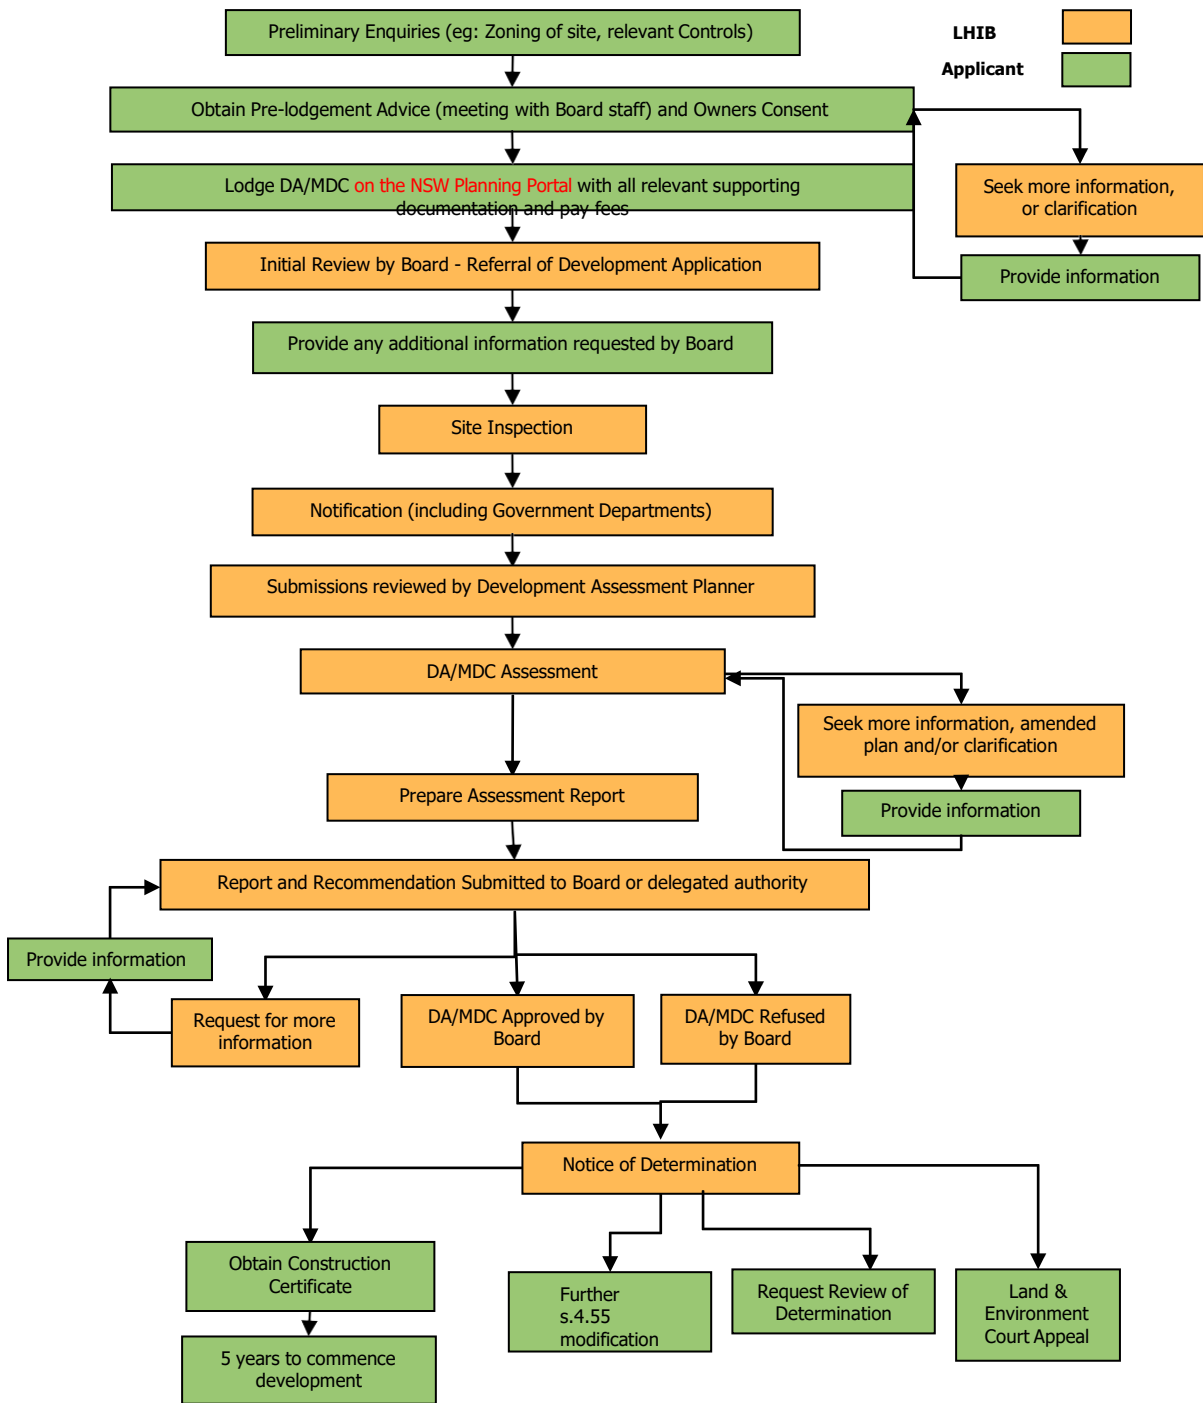 Preliminary Enquiries (eg: Zoning of site, relevant Controls)
LHIB
Applicant
Obtain Pre-lodgement Advice (meeting with Board staff) and Owners Consent
Lodge DA/MDC on the NSW Planning Portal with all relevant supporting
documentation and pay fees
Seek more information,
or clarification
Provide information
Initial Review by Board - Referral of Development Application
Provide any additional information requested by Board
Site Inspection
Notification (including Government Departments)
Submissions reviewed by Development Assessment Planner
DA/MDC Assessment
Seek more information, amended
plan and/or clarification
Provide information
Prepare Assessment Report
Report and Recommendation Submitted to Board or delegated authority
Provide information
Request for more
information
DA/MDC Approved by
Board
DA/MDC Refused
by Board
Notice of Determination
Obtain Construction
Certificate
Further
s.4.55
modification
Request Review of
Determination
Land &
Environment
Court Appeal
5 years to commence
development